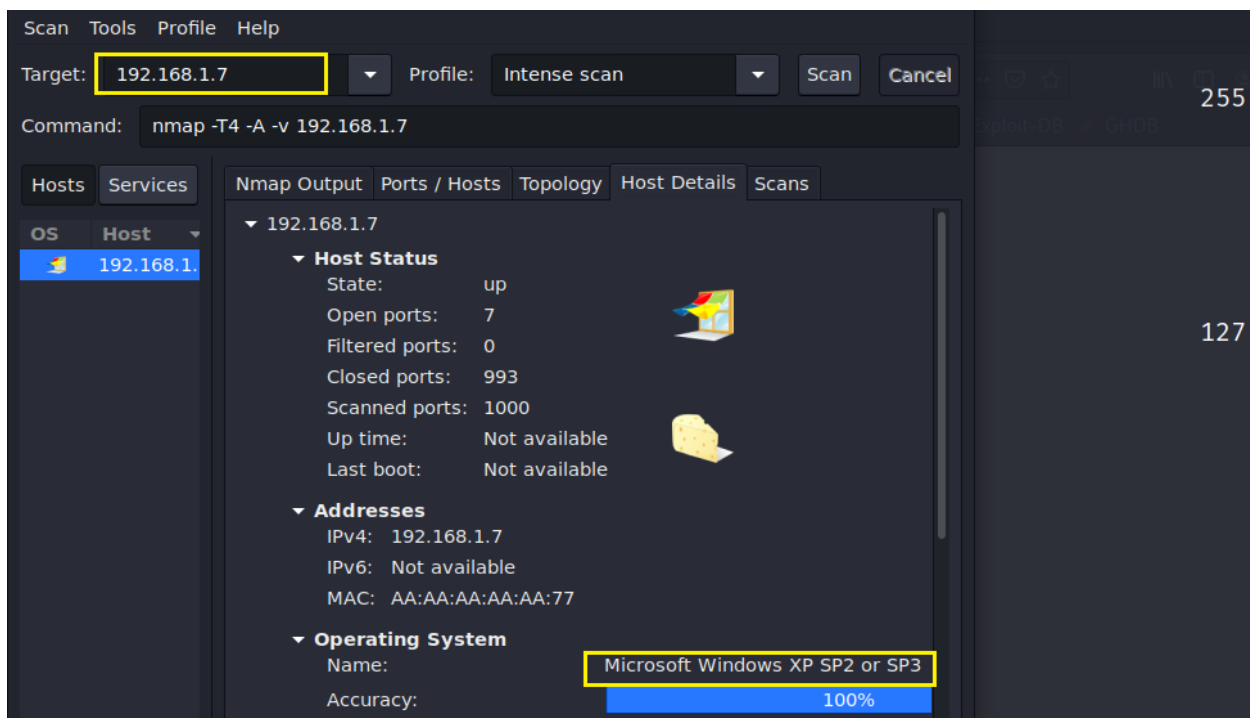 Scan Tools Profile Help
Target: 192.168.1.7 Profile: Intense scan Scan Cancel
255
Command: nmap -T4 -A -v 192.168.1.7
Exploit-DB GHDB
Hosts Services Nmap Output Ports / Hosts Topology Host Details Scans
OS Host
192.168.1.7
192.168.1.
Host Status
State: up
Open ports: 7
Filtered ports: 0
127
Closed ports: 993
Scanned ports: 1000
Up time: Not available
Last boot: Not available
Addresses
IPv4: 192.168.1.7
IPv6: Not available
MAC: AA:AA:AA:AA:AA:77
Operating System
Name: Microsoft Windows XP SP2 or SP3
Accuracy: 100%